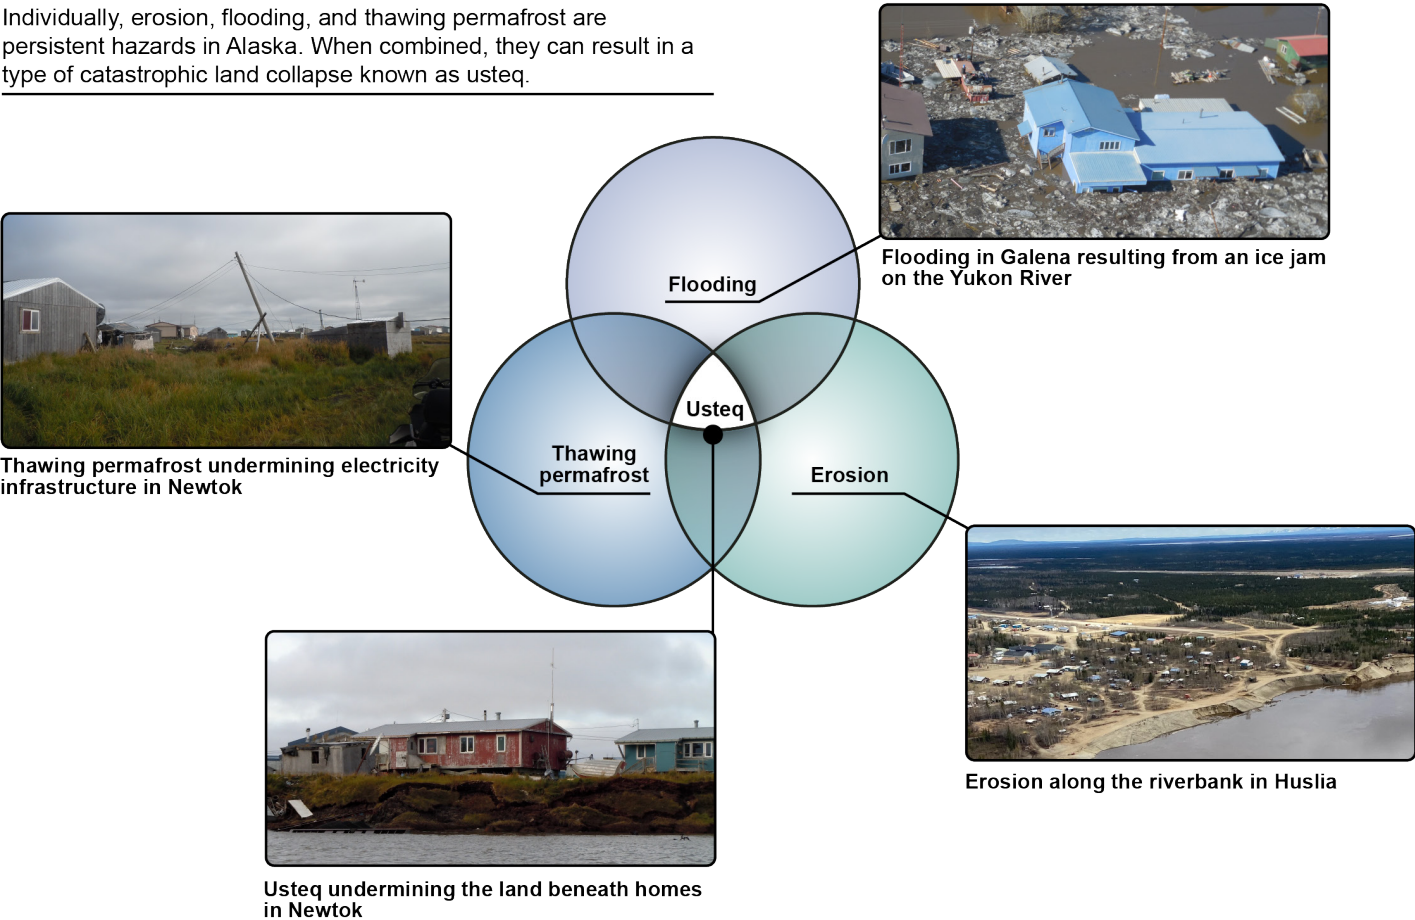 Individually, erosion, flooding, and thawing permafrost are
persistent hazards in Alaska. When combined, they can result in a
type of catastrophic land collapse known as usteq.
Flooding in Galena resulting from an ice jam
on the Yukon River
Flooding
Usteq
Thawing
permafrost
Erosion
Thawing permafrost undermining electricity
infrastructure in Newtok
Erosion along the riverbank in Huslia
Usteq undermining the land beneath homes
in Newtok